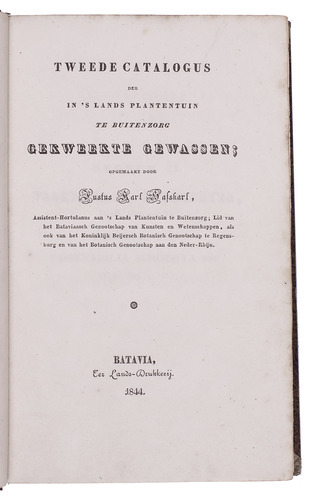 TWEEDE CATALOGUS
DER
IN 'S LANDS PLANTENTUIN
TE BUITENZORG
GEKWEEKTE GEWASSEN;
OPGEMAAKT DOOR
Justus Karl Hasskarl,
Assistent-Hortulanus aan 's Lands Plantentuin te Buitenzorg; Lid van
het Bataviaasch Genootschap van Kunsten en Wetenschappen, als
ook van het Koninklijk Beijersch Botanisch Genootschap te Regens-
borg en van het Botanisch Genootschap aan den Neder-Rhijn.
BATAVIA,
Ter Lands-Drukkerij.
1844.